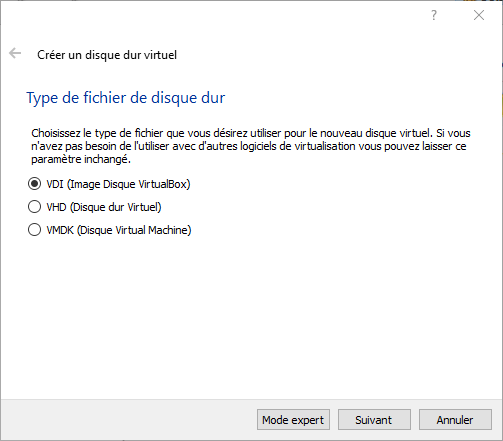 ?
Créer un disque dur virtuel
Type de fichier de disque dur
Choisissez le type de fichier que vous désirez utiliser pour le nouveau disque virtuel. Si vous
n'avez pas besoin de l'utiliser avec d'autres logiciels de virtualisation vous pouvez laisser ce
paramètre inchangé.
VDI (Image Disque VirtualBox)
VHD (Disque dur Virtuel)
VMDK (Disque Virtual Machine)
Mode expert Suivant Annuler